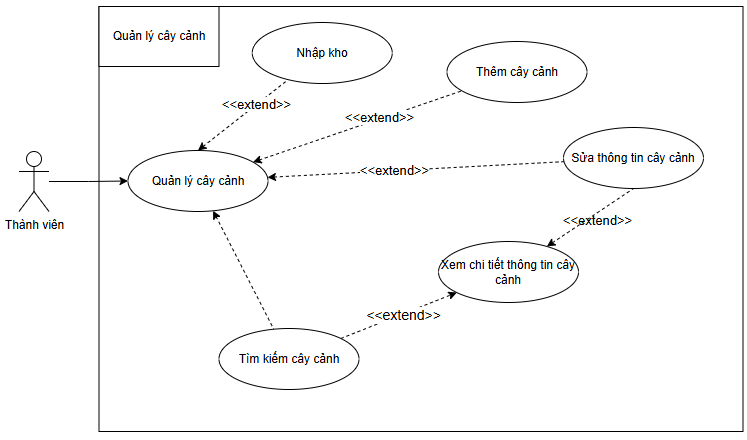 Quản lý cây cảnh
Nhập kho
Thêm cây cảnh
<<extend>>
<<extend>>
Sửa thông tin cây cảnh
<<extend>>
Quản lý cây cảnh
Thành viên
<<extend>>
Xem chi tiết thông tin cây
cảnh
<<extend>>
Tìm kiếm cây cảnh